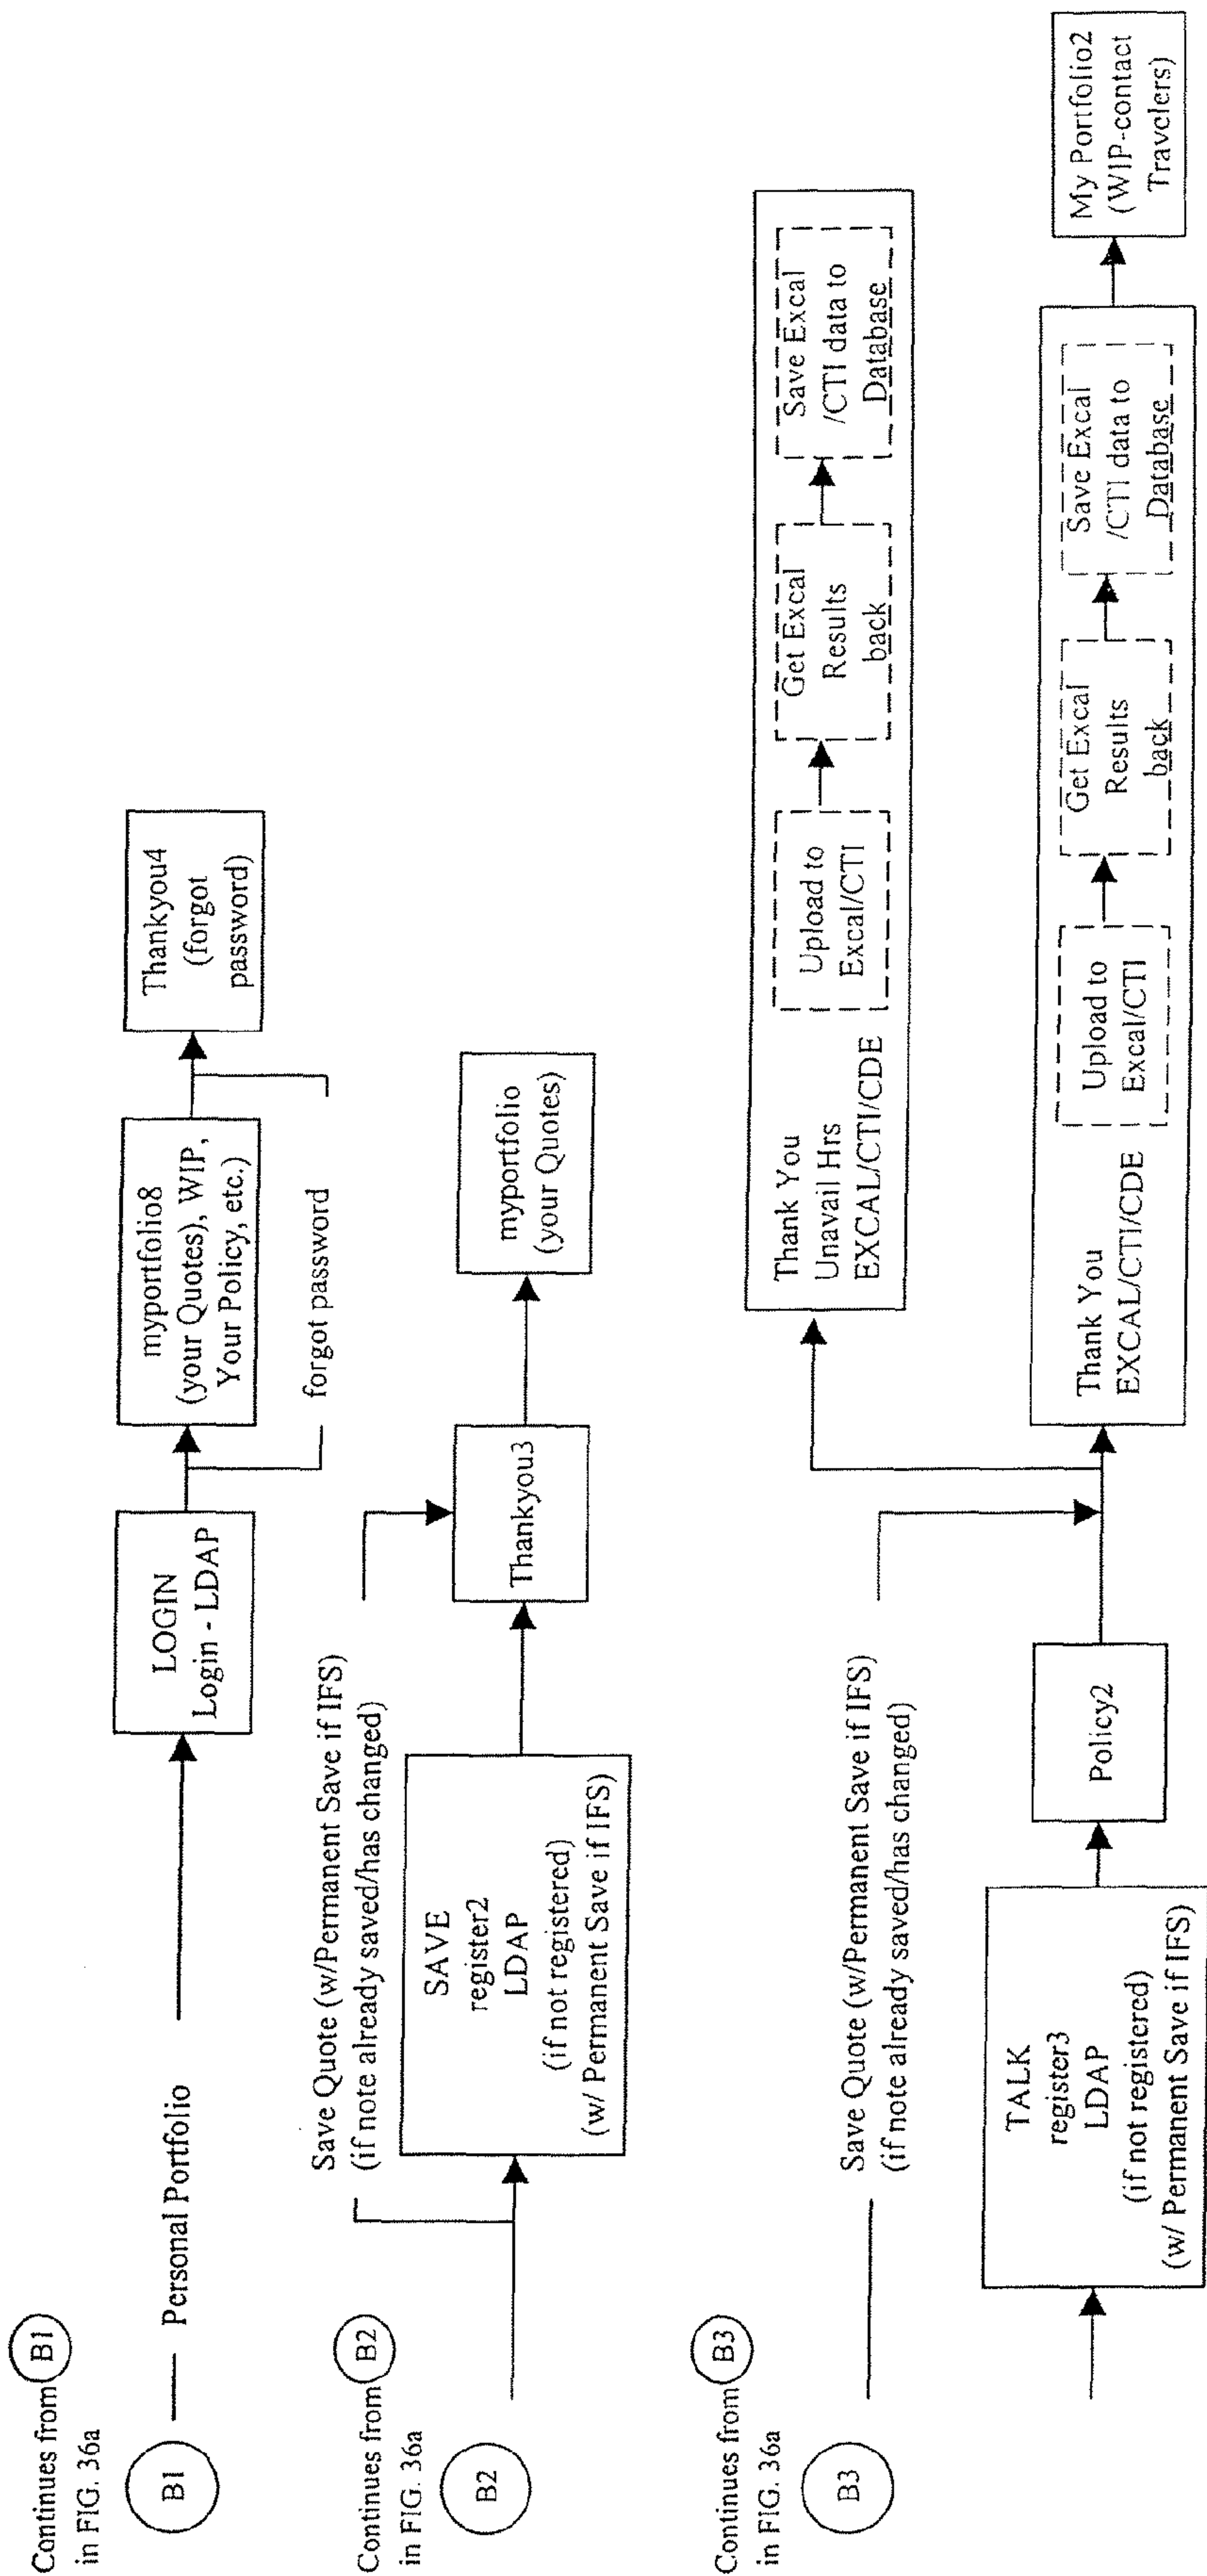 Continues from B1
in FIG. 36a
B1
Personal Portfolio
LOGIN
Login - LDAP
myportfolio8
(your Quotes), WIP,
Your Policy, etc.)
forgot password
Thankyou4
(forgot
password)
Continues from B2
in FIG. 36a
B2
Save Quote (w/Permanent Save if IFS)
(if note already saved/has changed)
SAVE
register2
LDAP
(if not registered)
(w/ Permanent Save if IFS)
Thankyou3
myportfolio
(your Quotes)
Continues from B3
in FIG. 36a
B3
Save Quote (w/Permanent Save if IFS)
(if note already saved/has changed)
TALK
register3
LDAP
(if not registered)
(w/ Permanent Save if IFS)
Policy2
Thank You
Unavail Hrs
EXCAL/CTI/CDE
Upload to
Excal/CTI
Get Excal
Results
back
Save Excal
/CTI data to
Database
Thank You
EXCAL/CTI/CDE
Upload to
Excal/CTI
Get Excal
Results
back
Save Excal
/CTI data to
Database
My Portfolio2
(WIP-contact
Travelers)